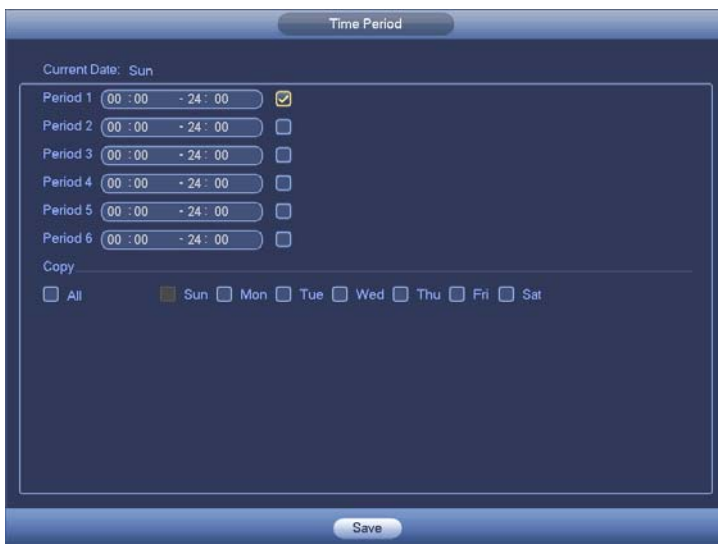 Time Period
Current Date: Sun
Period 1 00 :00 - 24 : 00
Period 2 00 :00 - 24 : 00
Period 3 00 :00 - 24 : 00
Period 4 00 :00 - 24 : 00
Period 5 00 :00 - 24 : 00
Period 6 00 :00 - 24 : 00
Copy
All Sun Mon Tue Wed Thu Fri Sat
Save